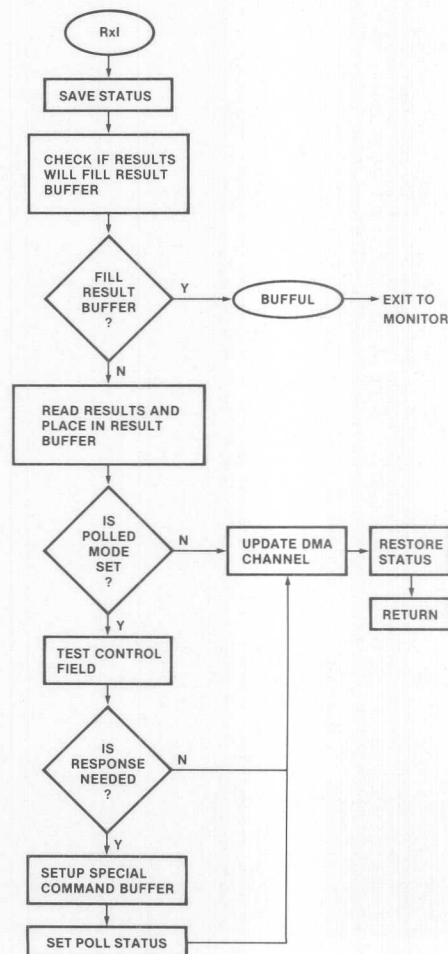 RxI
SAVE STATUS
CHECK IF RESULTS
WILL FILL RESULT
BUFFER
FILL
RESULT
BUFFER
?
Y
BUFFUL
EXIT TO
MONITOR
N
READ RESULTS AND
PLACE IN RESULT
BUFFER
IS
POLLED
MODE
SET
?
N
UPDATE DMA
CHANNEL
RESTORE
STATUS
RETURN
Y
TEST CONTROL
FIELD
IS
RESPONSE
NEEDED
?
N
Y
SETUP SPECIAL
COMMAND BUFFER
SET POLL STATUS